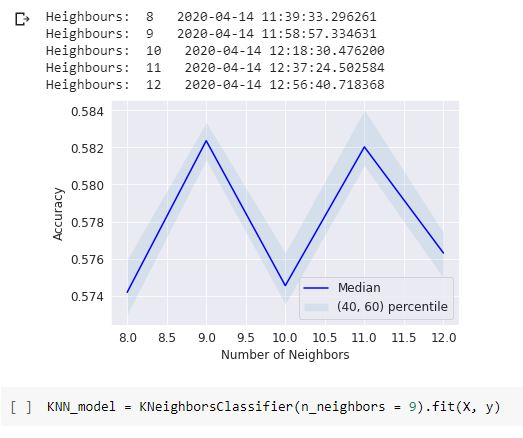 Heighbours: 8 2020-04-14 11:39:33.296261
Heighbours: 9 2020-04-14 11:58:57.334631
Heighbours: 10 2020-04-14 12:18:30.476200
Heighbours: 11 2020-04-14 12:37:24.502584
Heighbours: 12 2020-04-14 12:56:40.718368
0.584
0.582
0.580
0.578
0.576
0.574
Accuracy
Median
(40, 60) percentile
8.0 8.5 9.0 9.5 10.0 10.5 11.0 11.5 12.0
Number of Neighbors
[ ] KNN_model = KNeighborsClassifier(n_neighbors = 9).fit(X, y)